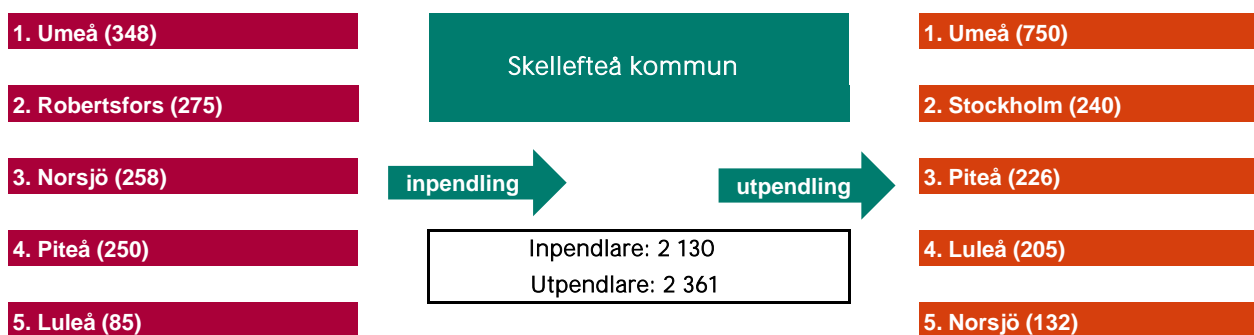 1. Umeå (348)
2. Robertsfors (275)
3. Norsjö (258)
4. Piteå (250)
5. Luleå (85)
Skellefteå kommun
inpendling
utpendling
Inpendlare: 2 130
Utpendlare: 2 361
1. Umeå (750)
2. Stockholm (240)
3. Piteå (226)
4. Luleå (205)
5. Norsjö (132)